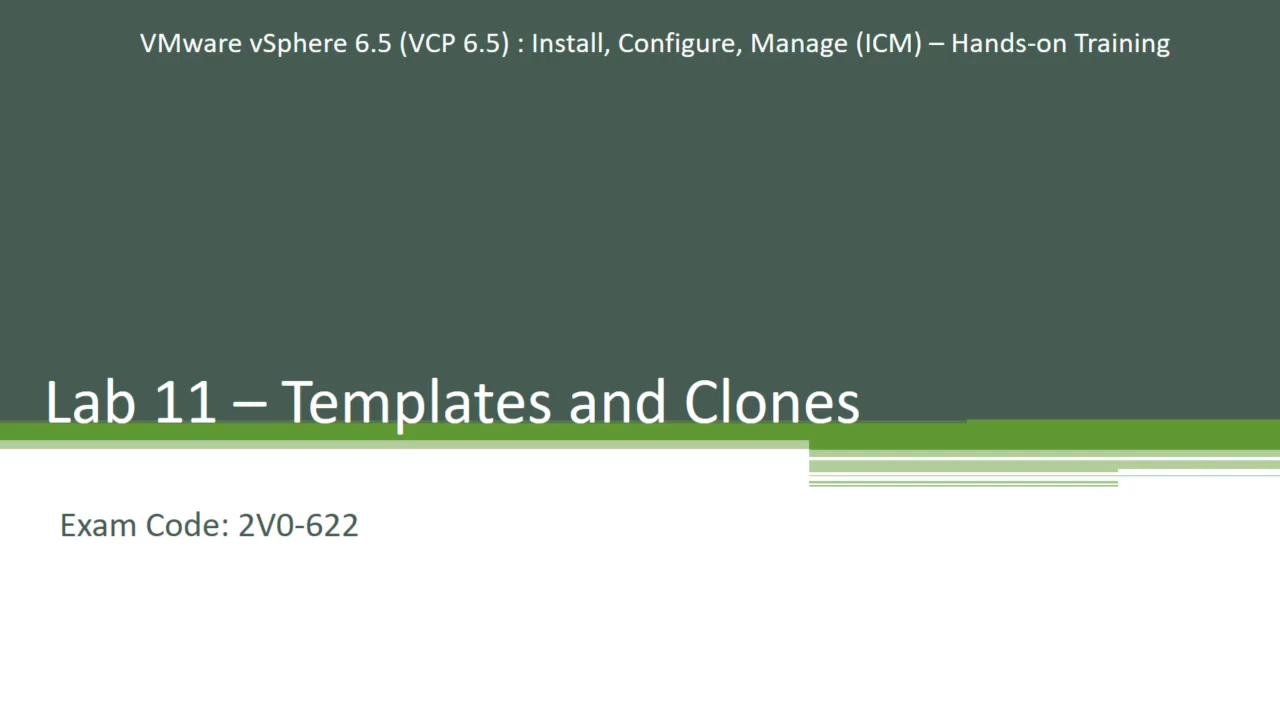 VMware vSphere 6.5 (VCP 6.5) : Install, Configure, Manage (ICM) – Hands-on Training
Lab 11 – Templates and Clones
Exam Code: 2V0-622